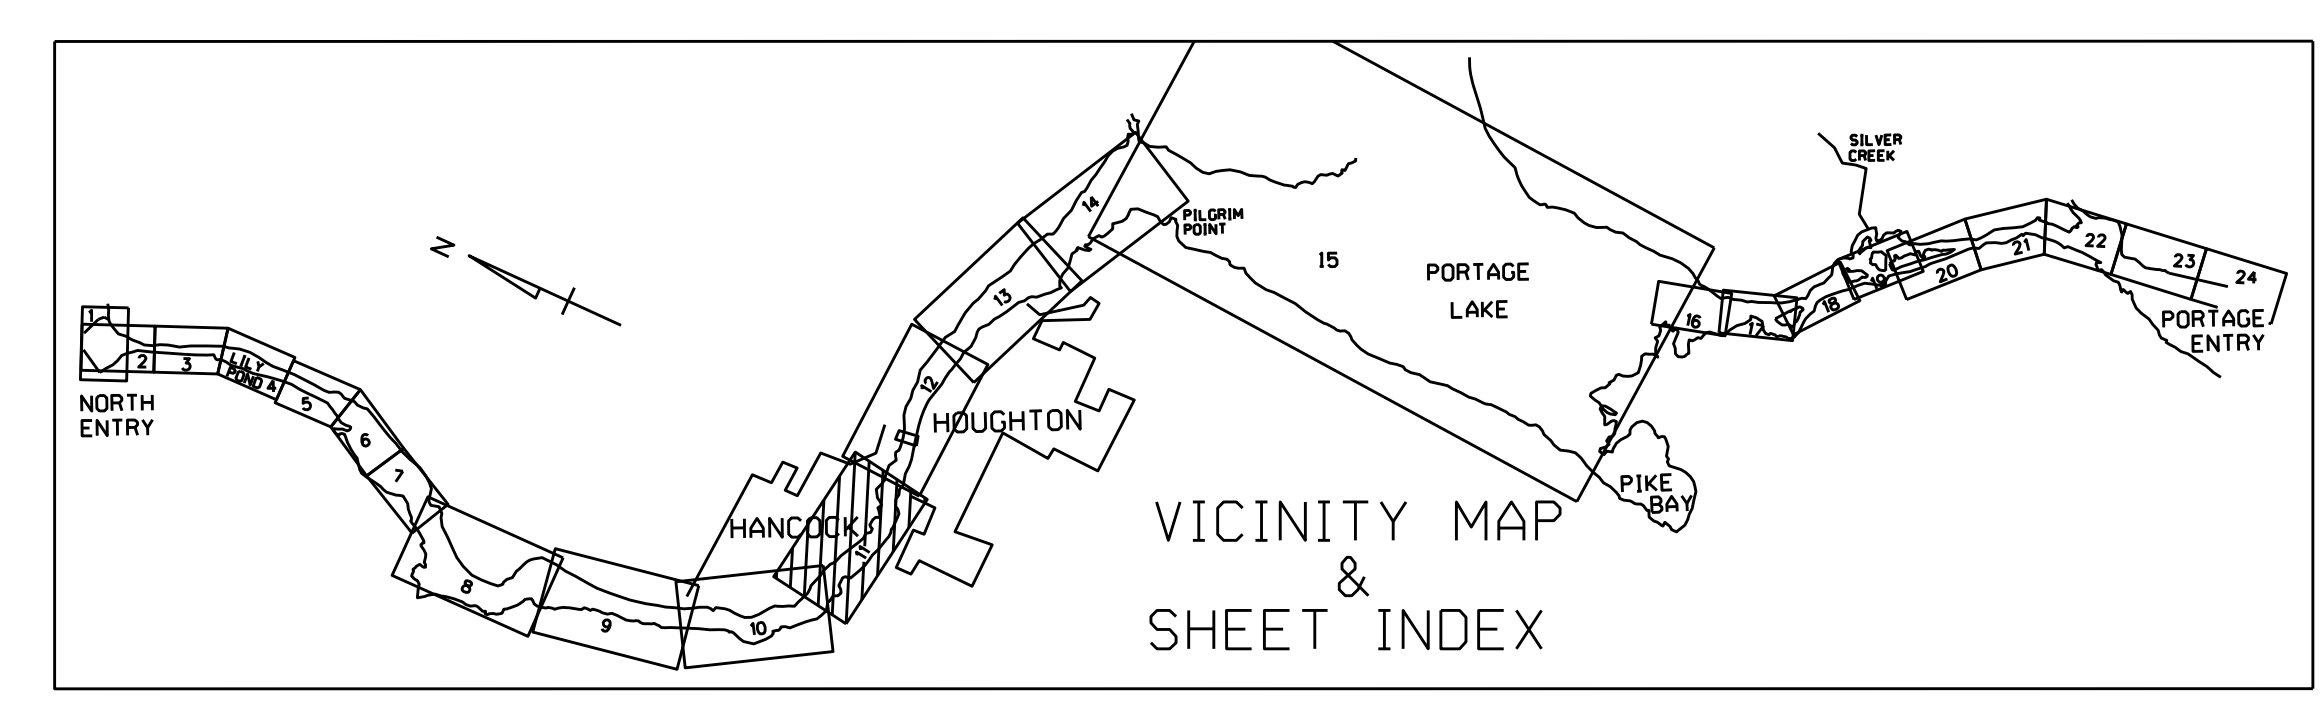 1
2
3
LILY
POND 4
5
6
7
8
9
10
11
12
13
14
15
16
17
18
19
20
21
22
23
24
N
NORTH
ENTRY
HANCOCK
HOUGHTON
PILGRIM
POINT
PORTAGE
LAKE
PIKE
BAY
SILVER
CREEK
PORTAGE
ENTRY
VICINITY MAP
&
SHEET INDEX